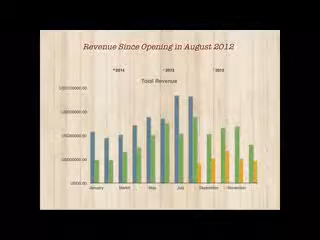 Revenue Since Opening in August 2012
2014
2013
2012
Total Revenue
January
March
May
July
September
November